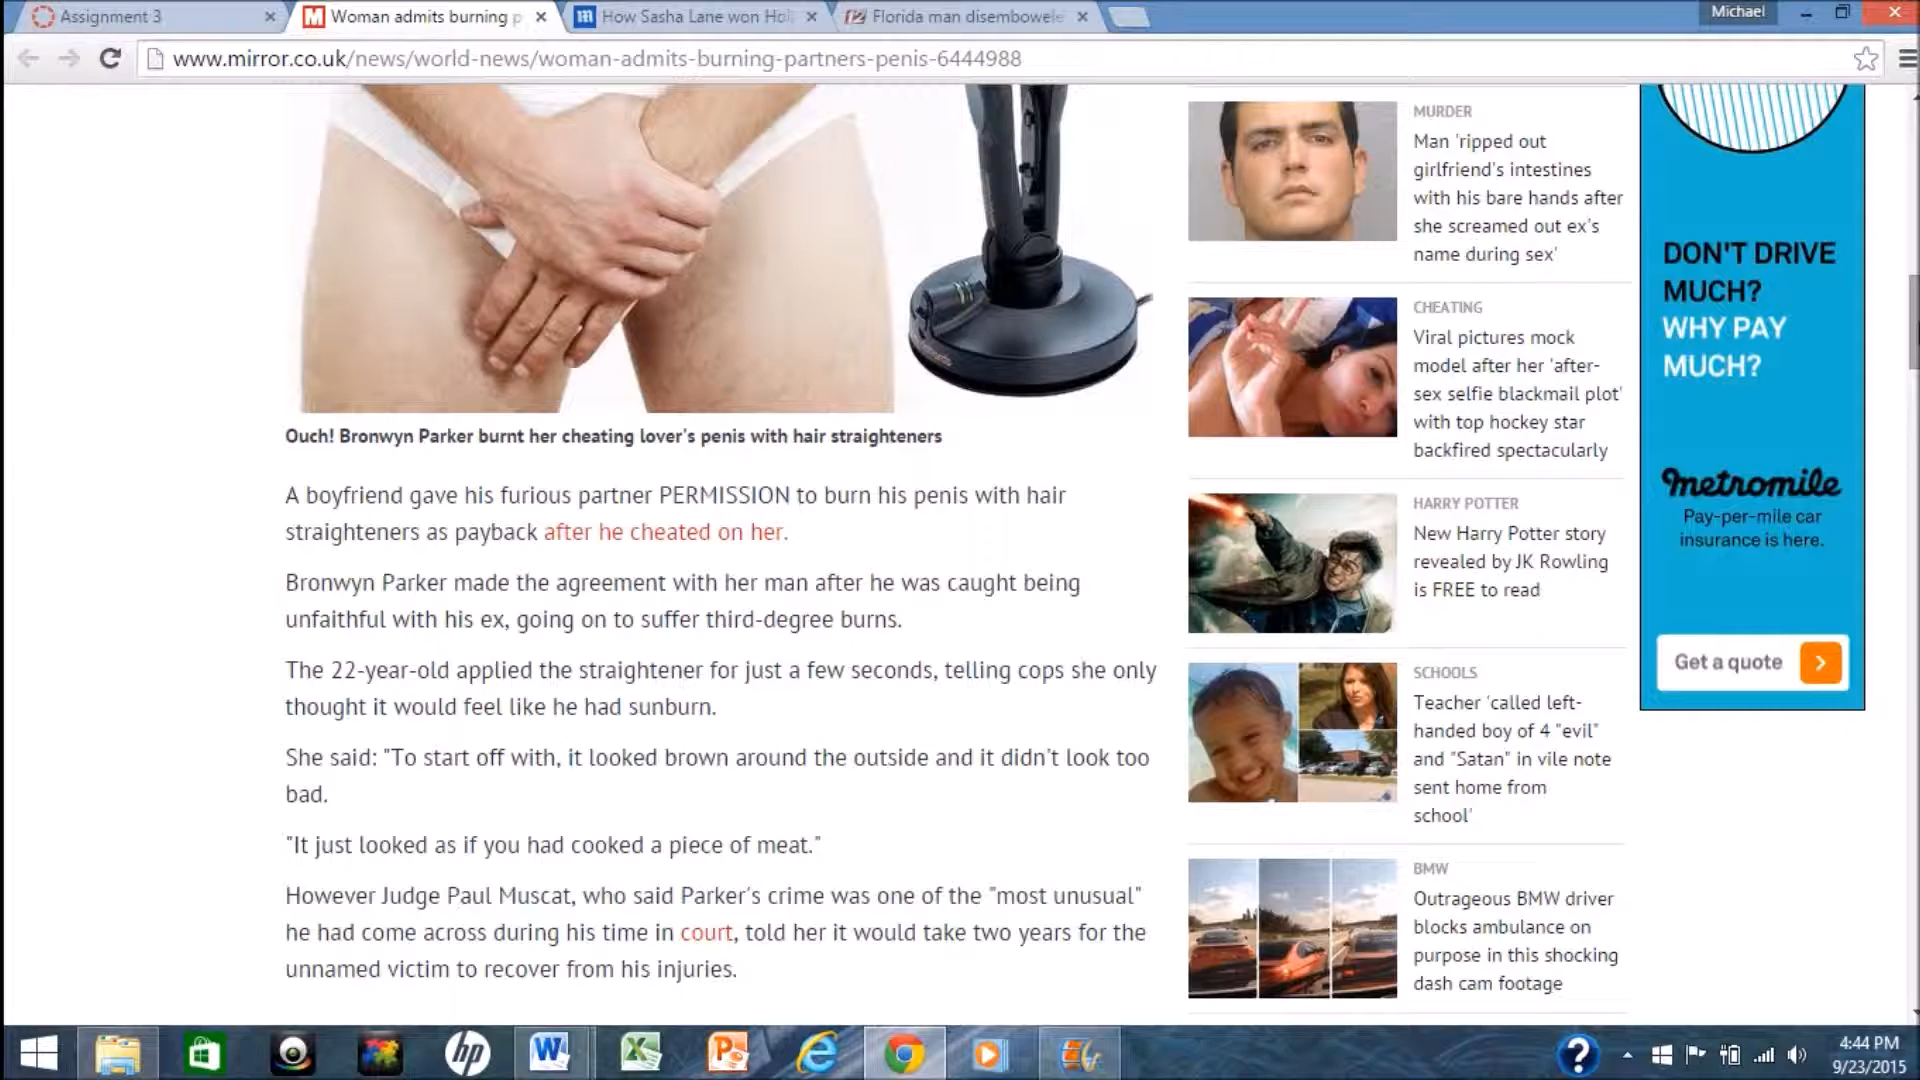 Assignment 3
Woman admits burning p
How Sasha Lane won Hol
Florida man disembowele
Michael
www.mirror.co.uk/news/world-news/woman-admits-burning-partners-penis-6444988
Ouch! Bronwyn Parker burnt her cheating lover's penis with hair straighteners
A boyfriend gave his furious partner PERMISSION to burn his penis with hair
straighteners as payback after he cheated on her.
Bronwyn Parker made the agreement with her man after he was caught being
unfaithful with his ex, going on to suffer third-degree burns.
The 22-year-old applied the straightener for just a few seconds, telling cops she only
thought it would feel like he had sunburn.
She said: "To start off with, it looked brown around the outside and it didn't look too
bad.
"It just looked as if you had cooked a piece of meat."
However Judge Paul Muscat, who said Parker's crime was one of the "most unusual"
he had come across during his time in court, told her it would take two years for the
unnamed victim to recover from his injuries.
MURDER
Man 'ripped out
girlfriend's intestines
with his bare hands after
she screamed out ex's
name during sex'
CHEATING
Viral pictures mock
model after her 'after-
sex selfie blackmail plot'
with top hockey star
backfired spectacularly
HARRY POTTER
New Harry Potter story
revealed by JK Rowling
is FREE to read
SCHOOLS
Teacher 'called left-
handed boy of 4 "evil"
and "Satan" in vile note
sent home from
school'
BMW
Outrageous BMW driver
blocks ambulance on
purpose in this shocking
dash cam footage
DON'T DRIVE
MUCH?
WHY PAY
MUCH?
metromile
Pay-per-mile car
insurance is here.
Get a quote
hp
4:44 PM
9/23/2015